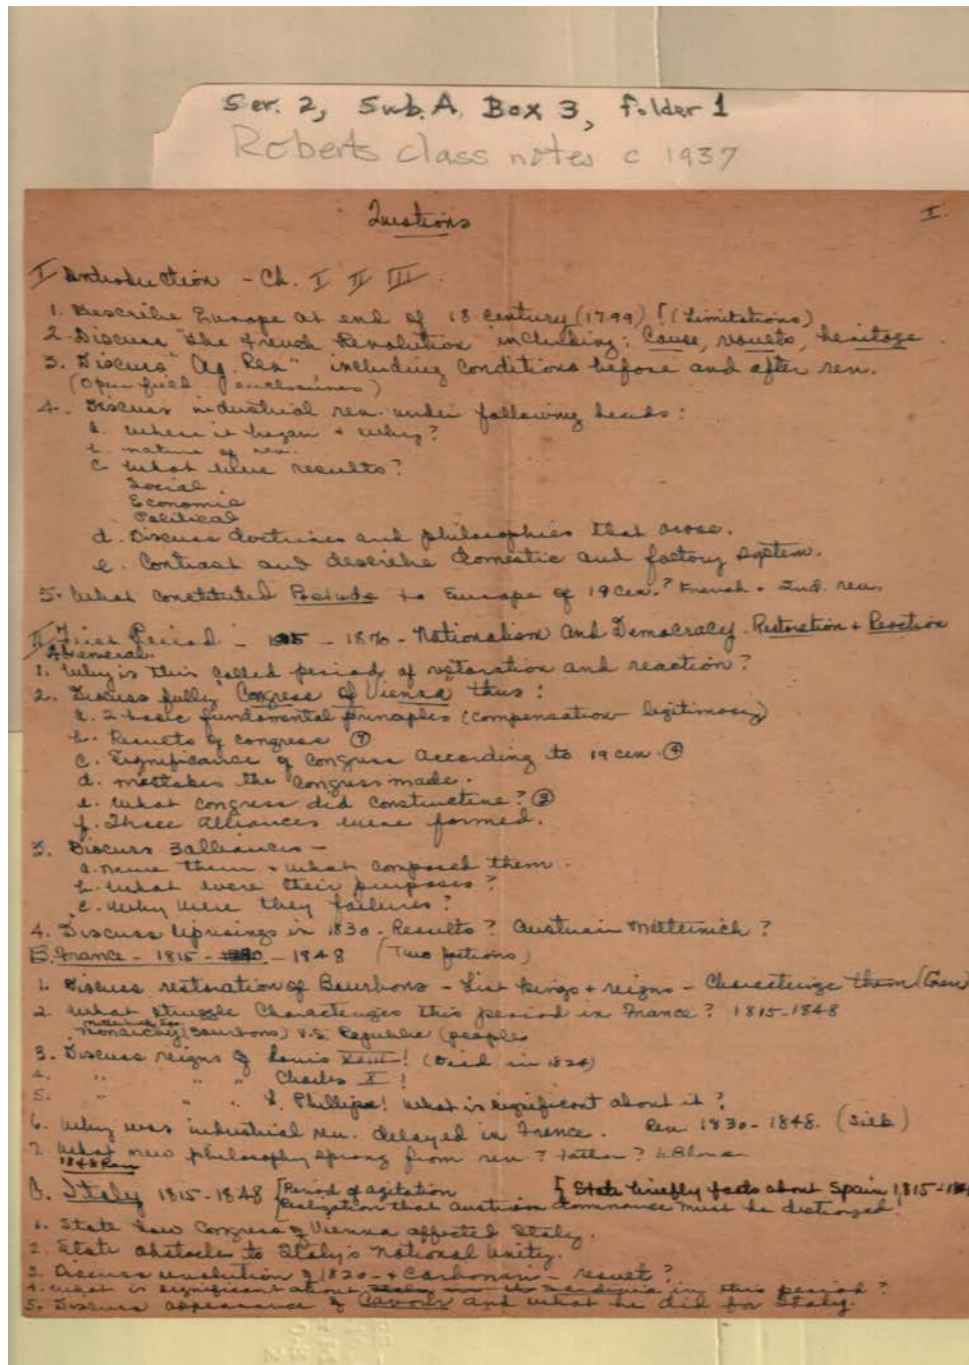 Ser. 2, Sub. A, Box 3, folder 1
Roberts class notes c 1937
Questions
I.
I Introduction - Ch. I II III.
1. Describe Europe at end of 18 century (1799) [(Limitations)
2. Discuss "the French Revolution" including: Cause, results, heritage.
3. Discuss "Ag. Rev", including conditions before and after rev.
(Open field enclosures)
4. Discuss industrial rev. under following heads:
a. Where it began + why?
b. nature of rev.
c. What were results?
Social
Economic
Political
d. Discuss doctrines and philosophies that arose.
e. Contrast and describe domestic and factory system.
5. What constituted Prelude to Europe of 19 Cen.? French + Ind. rev.
II. First Period - - 1870 - Nationalism and Democracy. Restoration + Reaction
A. General.
1. Why is this called period of restoration and reaction?
2. Discuss fully "Congress of Vienna" thus:
a. 2 basic fundamental principles (compensation - legitimacy)
b. Results of congress
c. Significance of Congress according to 19 cen.
d. mistakes the Congress made.
e. What congress did constructive?
f. Three alliances were formed.
3. Discuss 3 alliances -
a. name them + what composed them.
b. What were their purposes?
c. Why were they failures?
4. Discuss Uprisings in 1830. Results? Austrian Metternich?
B. France - 1815 - - 1848 (Two factions)
1. Discuss restoration of Bourbons - List kings + reigns - Characterize them (Gen)
2. What struggle Characterizes this period in France? 1815-1848
Monarchy (Bourbons) V.S. Republic (people
3. Discuss reigns of Louis XVIII! (Died in 1824)
4. " " " Charles X!
5. " " " L. Phillipe! What is significant about it?
6. Why was industrial rev. delayed in France. Rev 1830-1848. (Silk)
7. What new philosophy sprang from rev? Father? L. Blanc
1848 Rev
C. Italy 1815-1848 [Period of agitation [State briefly facts about Spain 1815-
Realization that Austrian dominance must be destroyed!
1. State how Congress of Vienna affected Italy.
2. State obstacle to Italy's National Unity.
3. Discuss revolution of 1820 - + Carbonari - result?
4. What is significant about Sardinia in this period?
5. Discuss appearance of Cavour and what he did for Italy.